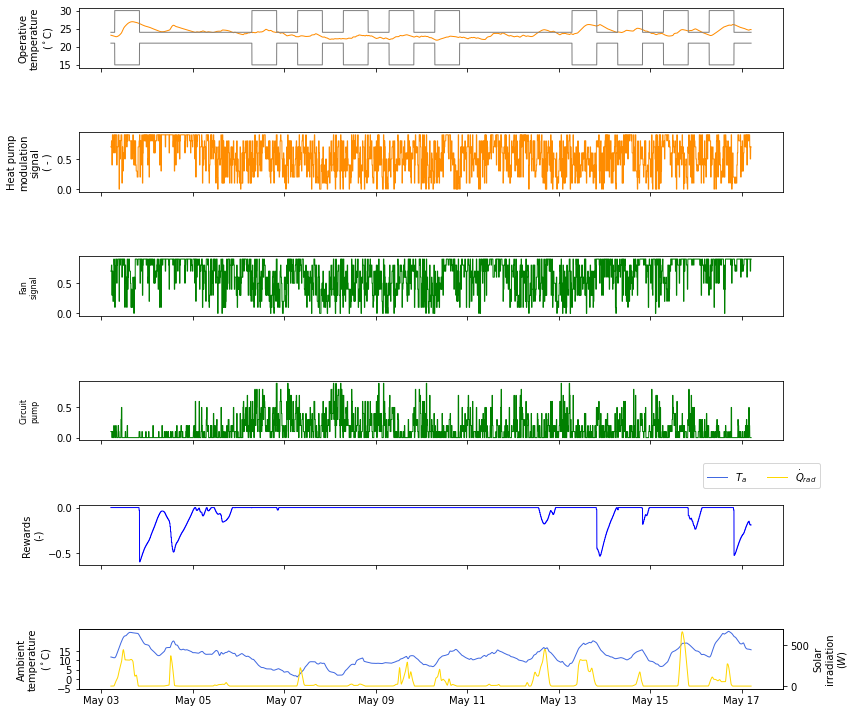 Operative
temperature
(°C)
30
25
20
15
Heat pump
modulation
signal
( - )
0.5
0.0
Fan
signal
0.5
0.0
Circuit
pump
0.5
0.0
T_a
Q̇_rad
Rewards
(-)
0.0
−0.5
Ambient
temperature
(°C)
15
10
5
0
−5
500
0
Solar
irradiation
(W)
May 03
May 05
May 07
May 09
May 11
May 13
May 15
May 17